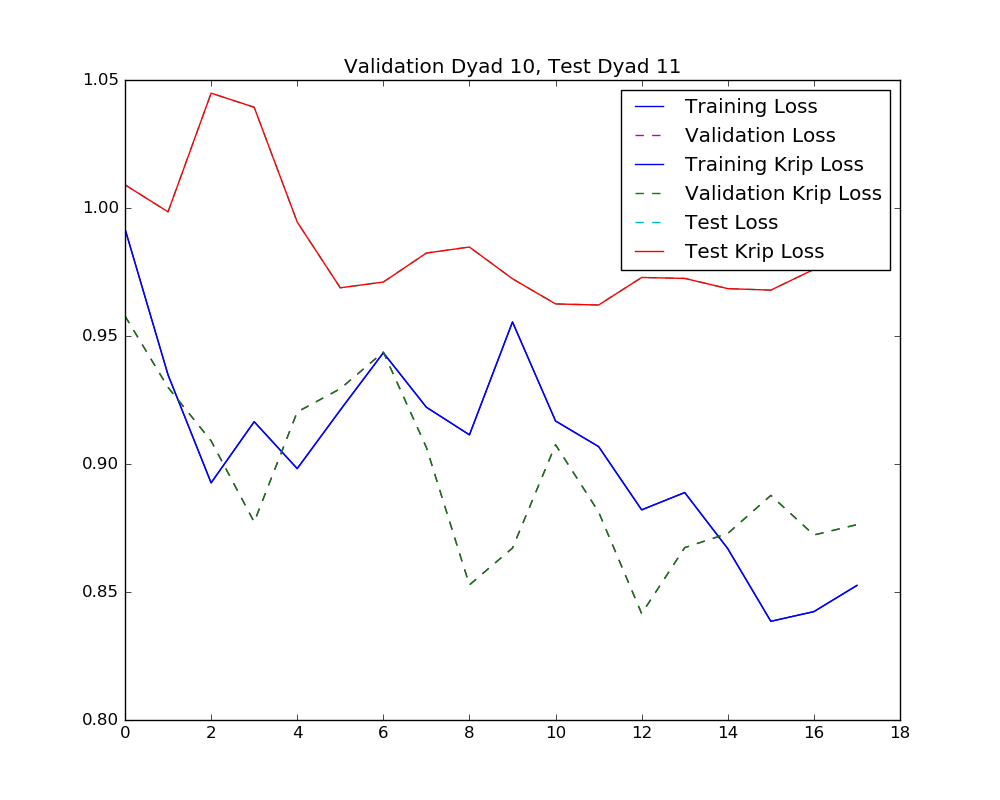 Validation Dyad 10, Test Dyad 11
1.05
1.00
0.95
0.90
0.85
0.80
0 2 4 6 8 10 12 14 16 18
Training Loss
Validation Loss
Training Krip Loss
Validation Krip Loss
Test Loss
Test Krip Loss